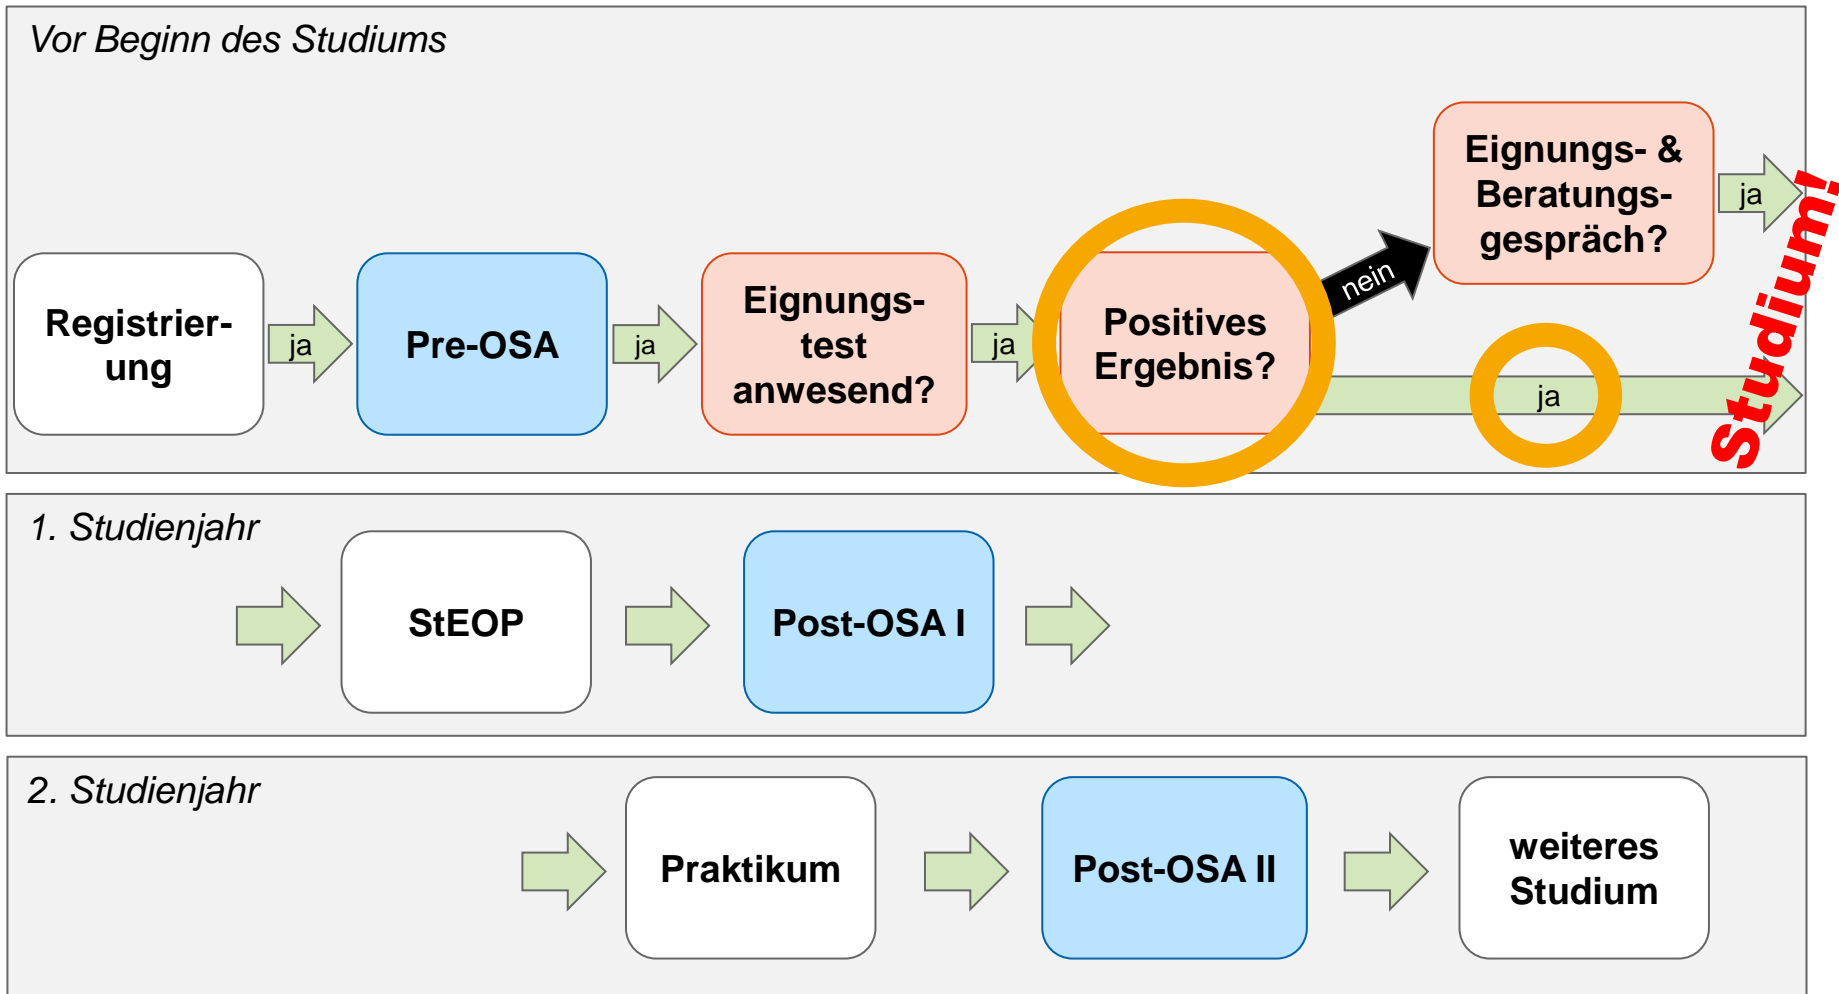 Vor Beginn des Studiums
Registrier-
ung
ja
Pre-OSA
ja
Eignungs-
test
anwesend?
ja
Positives
Ergebnis?
nein
Eignungs- &
Beratungs-
gespräch?
ja
ja
Studium!
1. Studienjahr
StEOP
Post-OSA I
2. Studienjahr
Praktikum
Post-OSA II
weiteres
Studium